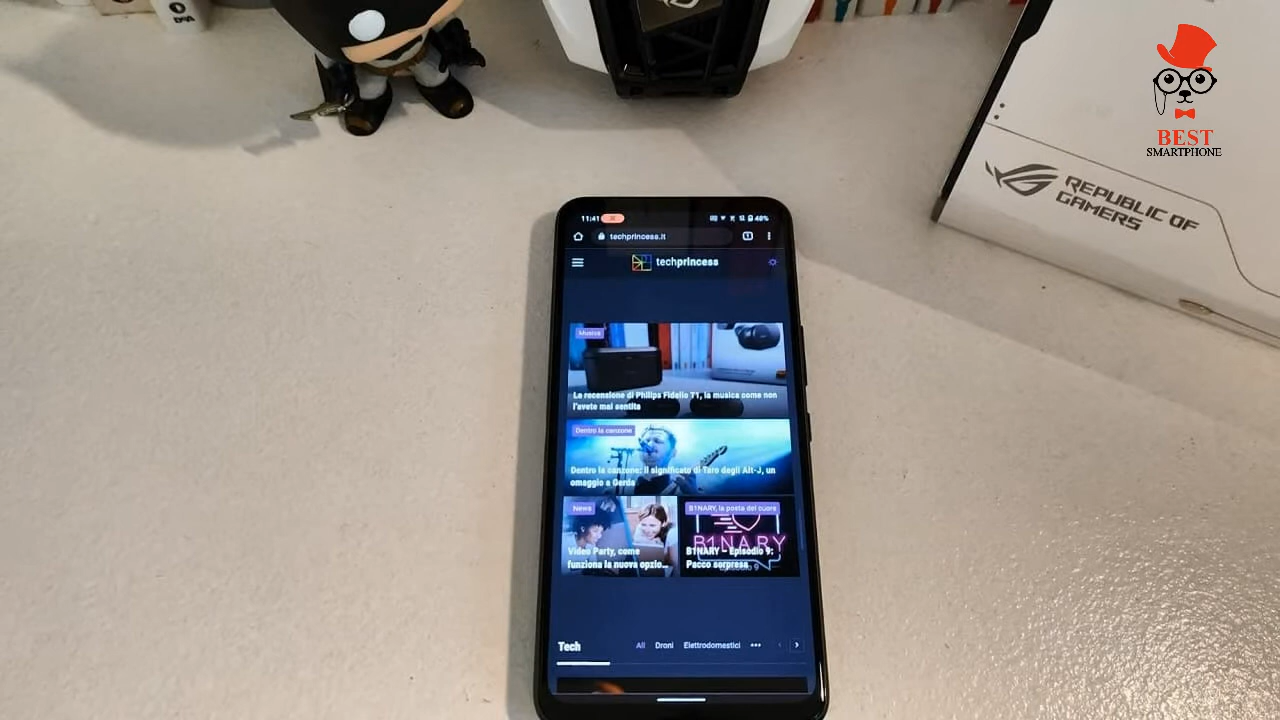 BEST
SMARTPHONE
REPUBLIC OF
GAMERS
11:41
48%
techprincess.it
1
techprincess
Musica
La recensione di Philips Fidelio T1, la musica come non
l'avete mai sentita
Dentro la canzone
Dentro la canzone: il significato di Taro degli Alt-J, un
omaggio a Gerda
News
Video Party, come
funziona la nuova opzio...
B1NARY, la posta del cuore
B1NARY
B1NARY – Episodio 9:
Pacco sorpresa
Tech
All Droni Elettrodomestici •••